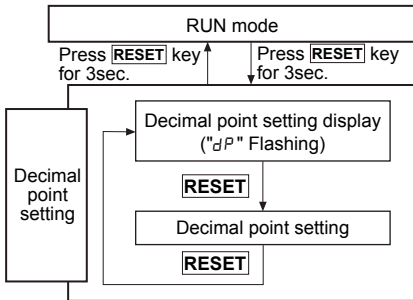 RUN mode
Press RESET key
for 3sec.
Press RESET key
for 3sec.
Decimal
point
setting
Decimal point setting display
("dP" Flashing)
RESET
Decimal point setting
RESET